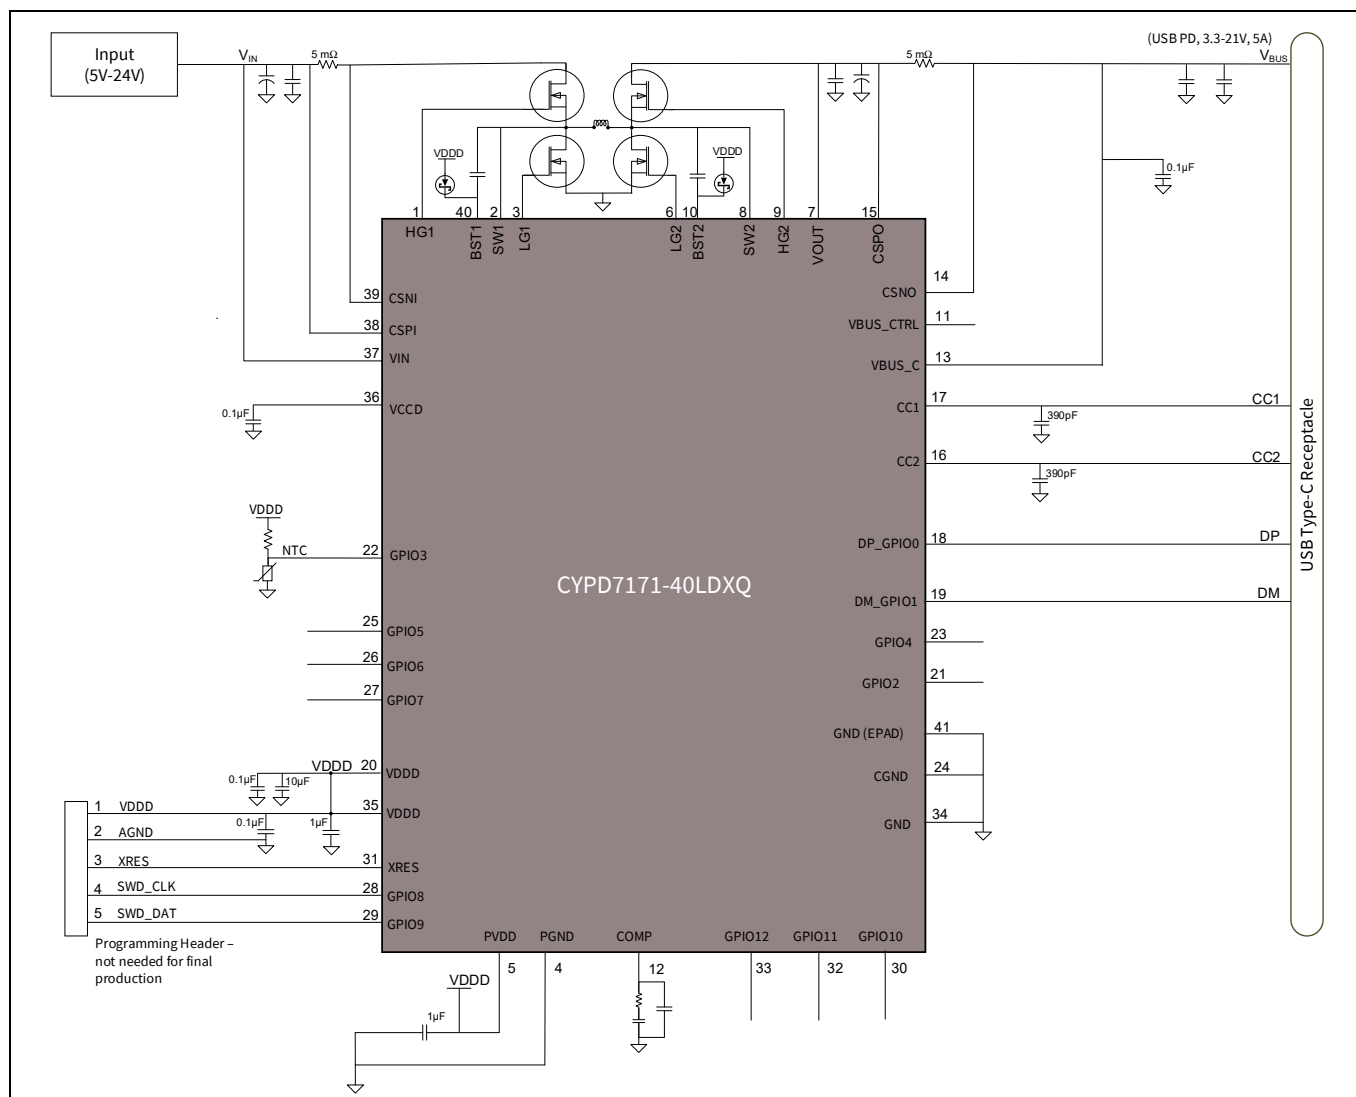 Input
(5V-24V)
VIN
5 mΩ
5 mΩ
(USB PD, 3.3-21V, 5A)
VBUS
VDDD
VDDD
0.1µF
1
40
2
3
6
10
8
9
7
15
HG1
BST1
SW1
LG1
LG2
BST2
SW2
HG2
VOUT
CSPO
39
CSNI
38
CSPI
37
VIN
36
VCCD
0.1µF
VDDD
NTC
22
GPIO3
25
GPIO5
26
GPIO6
27
GPIO7
VDDD
20
VDDD
0.1µF
10µF
35
VDDD
0.1µF
1µF
1
VDDD
2
AGND
3
XRES
31
XRES
4
SWD_CLK
28
GPIO8
5
SWD_DAT
29
GPIO9
Programming Header –
not needed for final
production
CYPD7171-40LDXQ
14
CSNO
VBUS_CTRL
11
VBUS_C
13
CC1
17
390pF
CC1
CC2
16
390pF
CC2
DP_GPIO0
18
DP
DM_GPIO1
19
DM
GPIO4
23
GPIO2
21
GND (EPAD)
41
CGND
24
GND
34
USB Type-C Receptacle
PVDD
PGND
COMP
GPIO12
GPIO11
GPIO10
5
4
12
33
32
30
VDDD
1µF